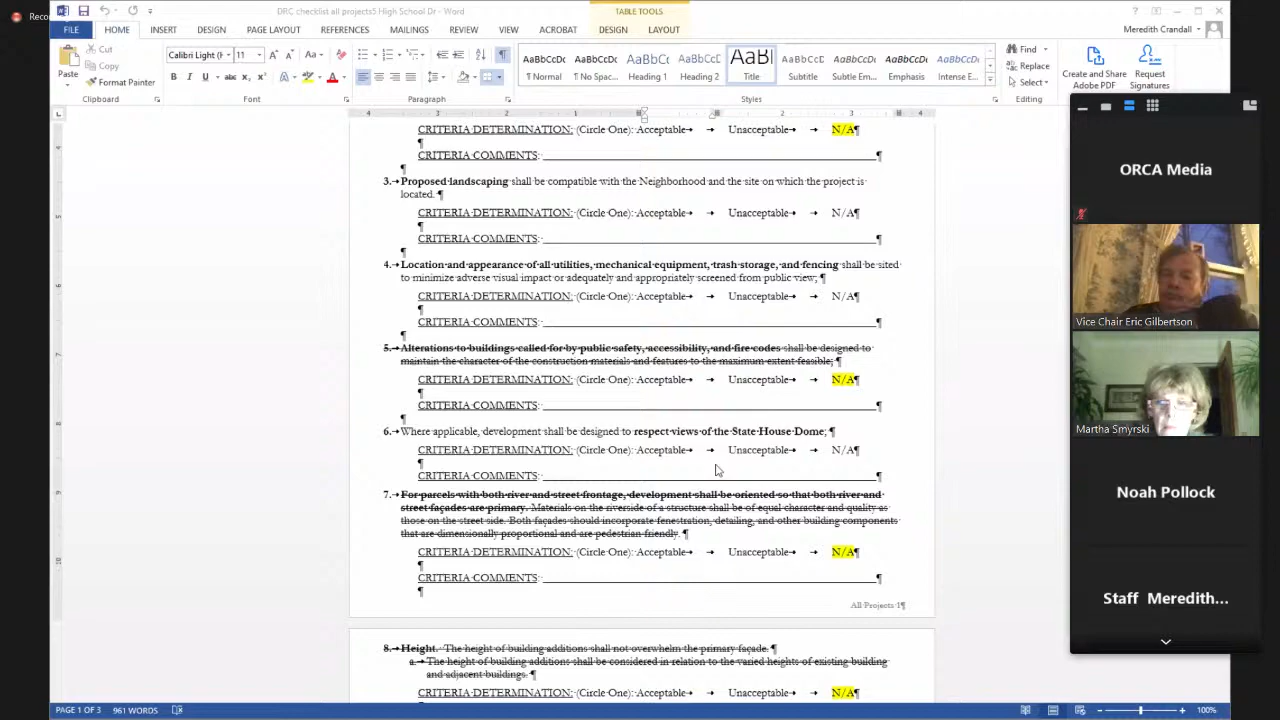 Reco
DRC checklist all projects5 High School Dr - Word
TABLE TOOLS
FILE HOME INSERT DESIGN PAGE LAYOUT REFERENCES MAILINGS REVIEW VIEW ACROBAT DESIGN LAYOUT
Meredith Crandall
Paste
Cut
Copy
Format Painter
Clipboard
Calibri Light (H 11
Font
Paragraph
AaBbCcDc AaBbCcDc AaBbCc AaBbCcC AaBl AaBbCcD AaBbCcDc AaBbCcDc AaBbCcDc
¶ Normal ¶ No Spac... Heading 1 Heading 2 Title Subtitle Subtle Em... Emphasis Intense E...
Styles
Find
Replace
Select
Editing
Create and Share Adobe PDF
Request Signatures
CRITERIA DETERMINATION: (Circle One): Acceptable Unacceptable N/A¶
¶
CRITERIA COMMENTS: ¶
¶
3. Proposed landscaping shall be compatible with the Neighborhood and the site on which the project is
located. ¶
CRITERIA DETERMINATION: (Circle One): Acceptable Unacceptable N/A¶
¶
CRITERIA COMMENTS: ¶
¶
4. Location and appearance of all utilities, mechanical equipment, trash storage, and fencing shall be sited
to minimize adverse visual impact or adequately and appropriately screened from public view; ¶
CRITERIA DETERMINATION: (Circle One): Acceptable Unacceptable N/A¶
¶
CRITERIA COMMENTS: ¶
¶
5. Alterations to buildings called for by public safety, accessibility, and fire codes shall be designed to
maintain the character of the construction materials and features to the maximum extent feasible; ¶
CRITERIA DETERMINATION: (Circle One): Acceptable Unacceptable N/A¶
¶
CRITERIA COMMENTS: ¶
¶
6. Where applicable, development shall be designed to respect views of the State House Dome; ¶
CRITERIA DETERMINATION: (Circle One): Acceptable Unacceptable N/A¶
¶
CRITERIA COMMENTS: ¶
7. For parcels with both river and street frontage, development shall be oriented so that both river and
street façades are primary. Materials on the riverside of a structure shall be of equal character and quality as
those on the street side. Both façades should incorporate fenestration, detailing, and other building components
that are dimensionally proportional and are pedestrian friendly. ¶
CRITERIA DETERMINATION: (Circle One): Acceptable Unacceptable N/A¶
¶
CRITERIA COMMENTS: ¶
¶
All Projects 1¶
8. Height. The height of building additions shall not overwhelm the primary façade. ¶
a. The height of building additions shall be considered in relation to the varied heights of existing building
and adjacent buildings. ¶
CRITERIA DETERMINATION: (Circle One): Acceptable Unacceptable N/A¶
PAGE 1 OF 3 961 WORDS
100%
ORCA Media
Vice Chair Eric Gilbertson
Martha Smyrski
Noah Pollock
Staff Meredith...